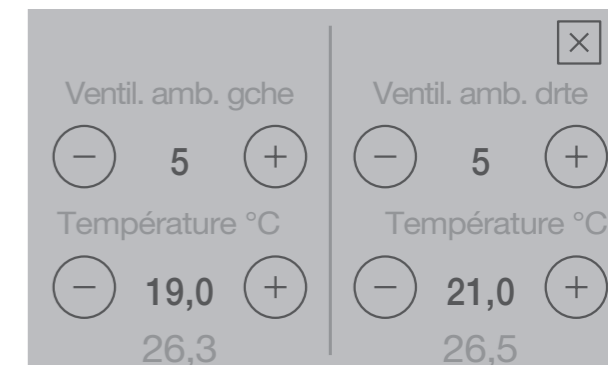 Ventil. amb. gche
5
Température °C
19,0
26,3
Ventil. amb. drte
5
Température °C
21,0
26,5